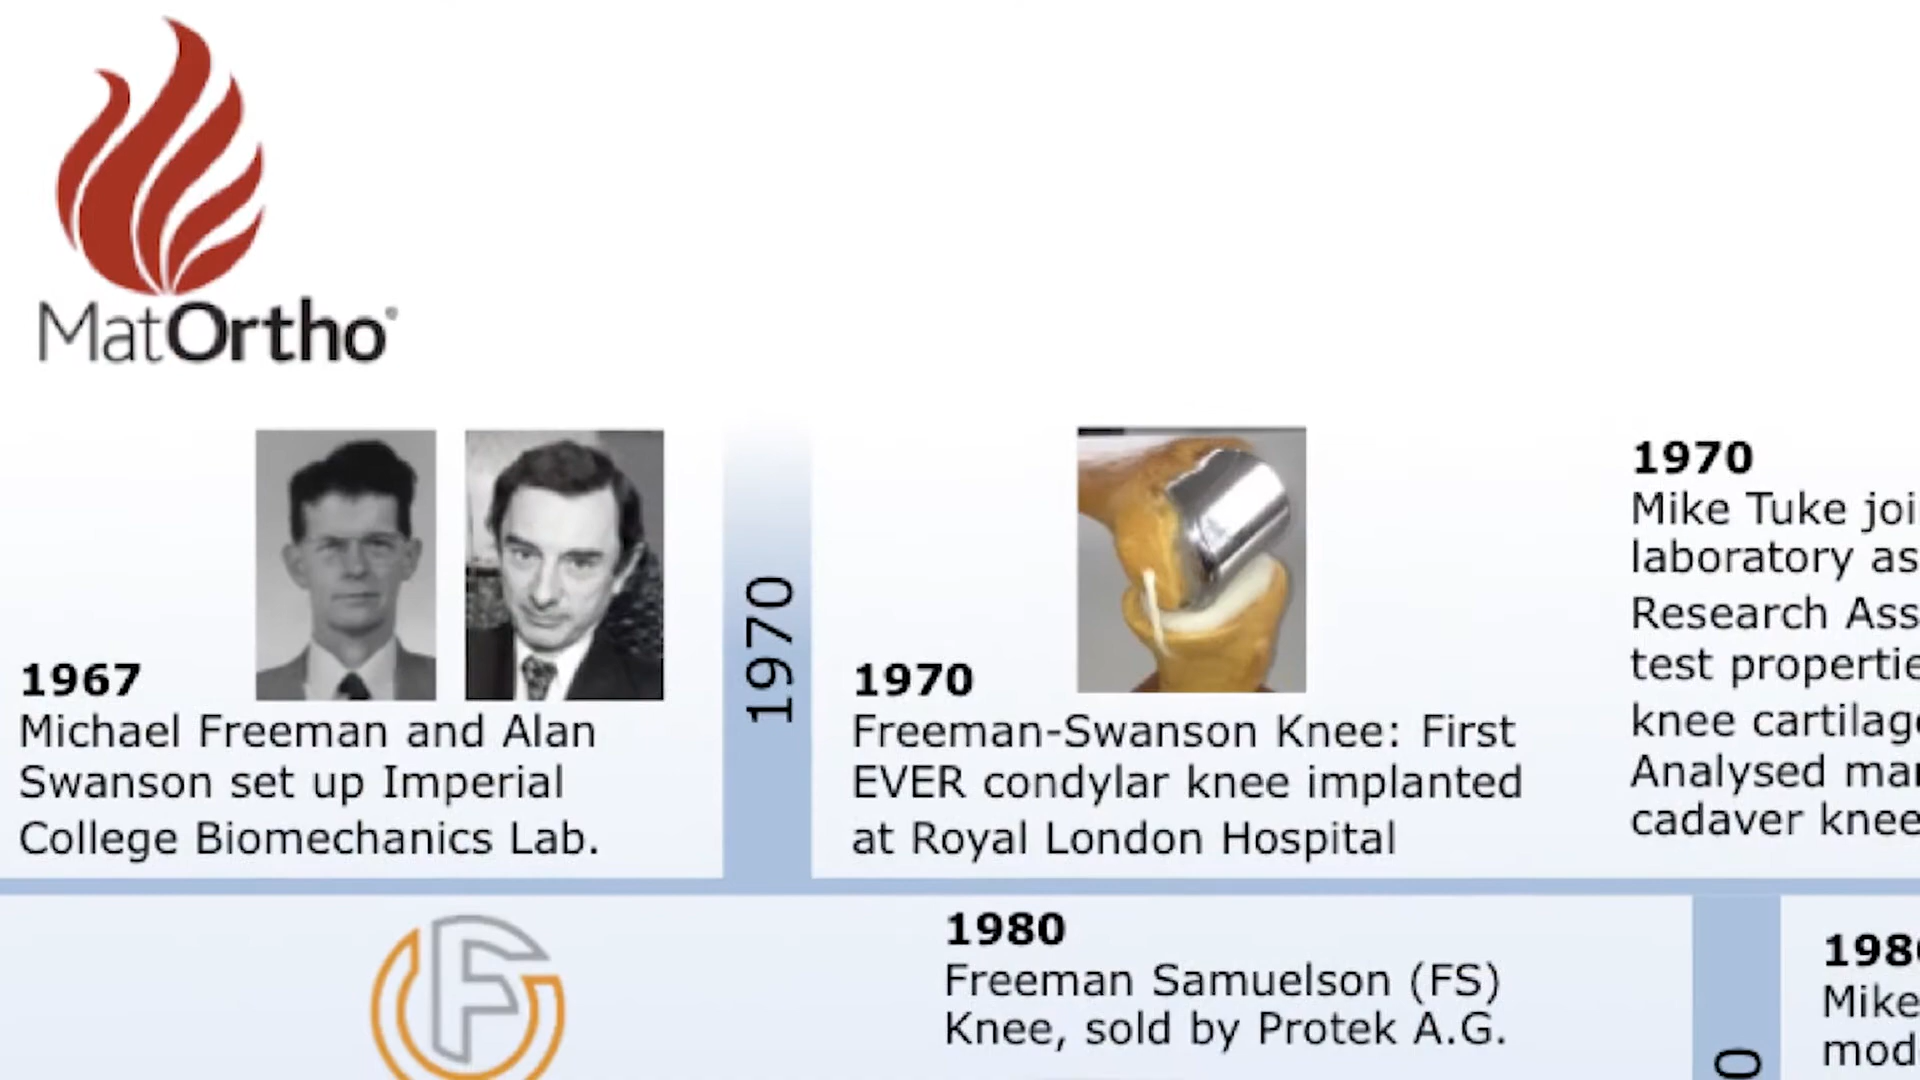 MatOrtho
1967
Michael Freeman and Alan
Swanson set up Imperial
College Biomechanics Lab.
1970
1970
Freeman-Swanson Knee: First
EVER condylar knee implanted
at Royal London Hospital
1970
Mike Tuke
laboratory
Research
test
knee
Analysed
cadaver
F
1980
Freeman Samuelson (FS)
Knee, sold by Protek A.G.
Mike